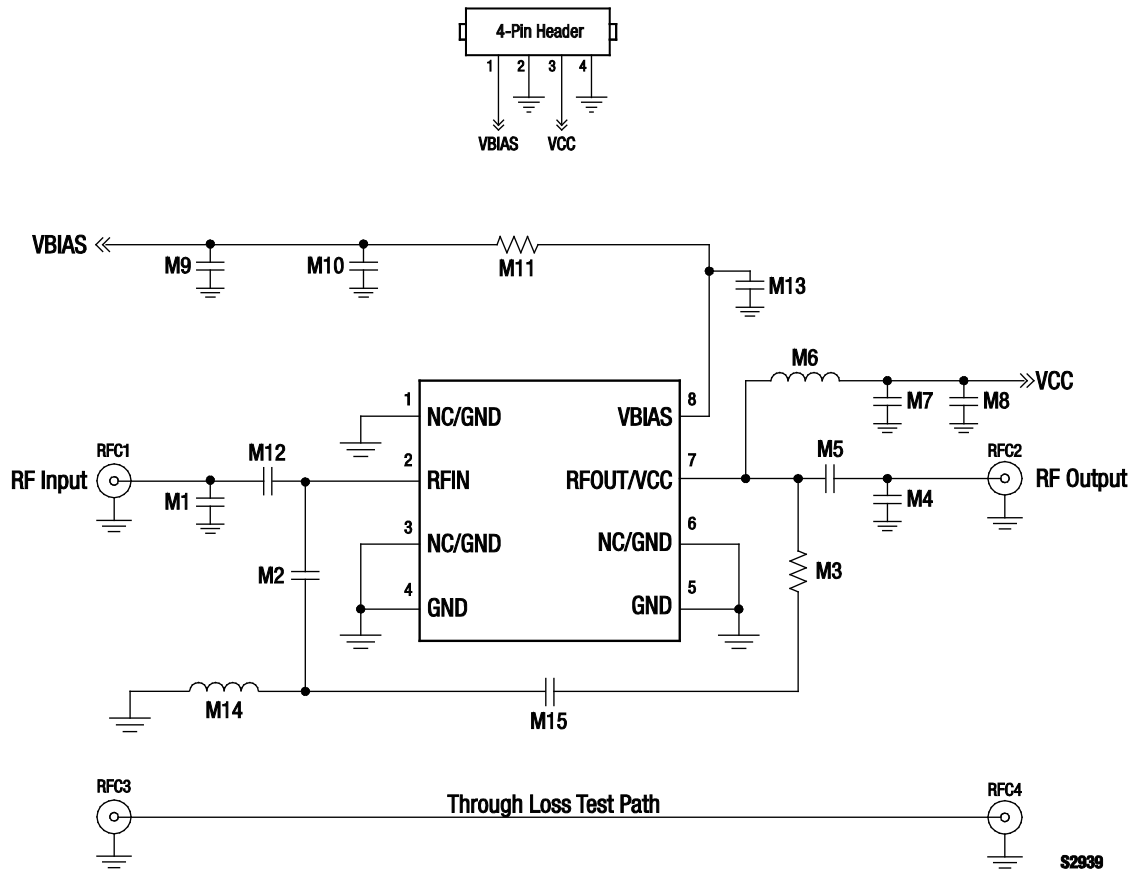 4-Pin Header
1 2 3 4
VBIAS VCC
VBIAS
M9
M10
M11
M13
M6
VCC
M7
M8
1
NC/GND
VBIAS
8
RFC1
RF Input
M1
M12
2
RFIN
RFOUT/VCC
7
M5
M4
RFC2
RF Output
3
NC/GND
NC/GND
6
M2
M3
4
GND
GND
5
M14
M15
RFC3
Through Loss Test Path
RFC4
S2939